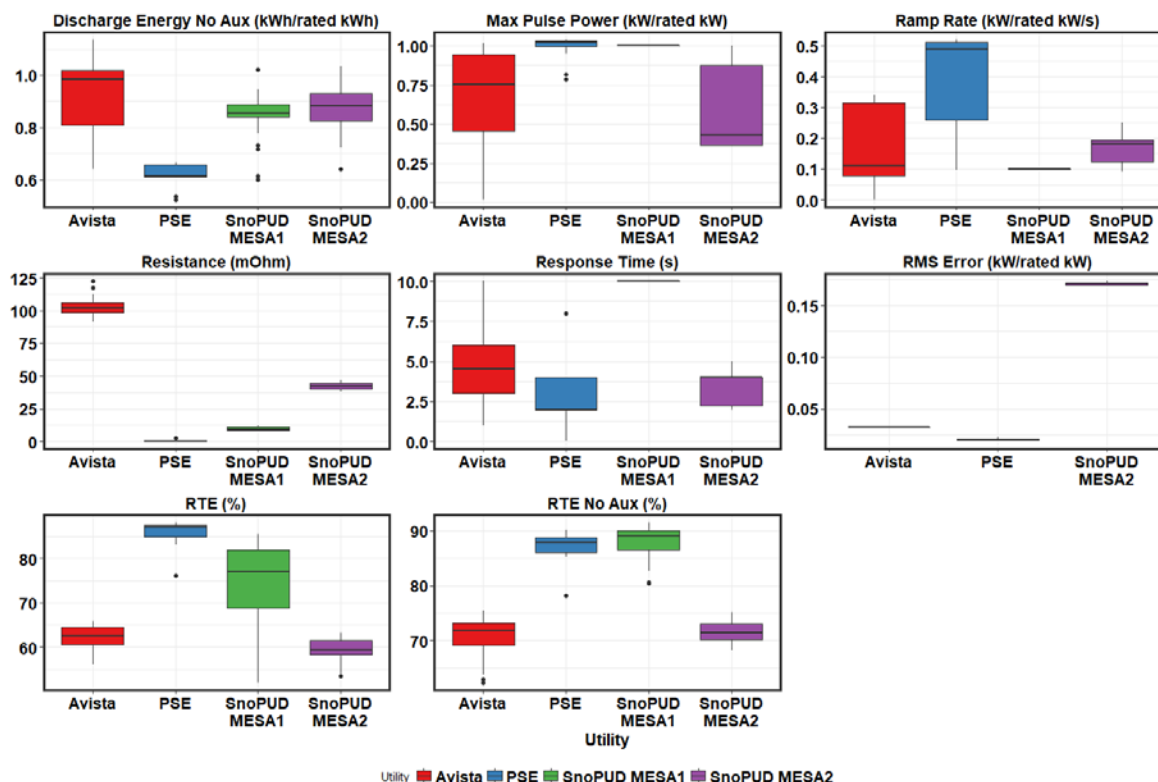 Discharge Energy No Aux (kWh/rated kWh)
1.0
0.8
0.6
Avista PSE SnoPUD MESA1 SnoPUD MESA2
Max Pulse Power (kW/rated kW)
1.00
0.75
0.50
0.25
0.00
Avista PSE SnoPUD MESA1 SnoPUD MESA2
Ramp Rate (kW/rated kW/s)
0.5
0.4
0.3
0.2
0.1
0.0
Avista PSE SnoPUD MESA1 SnoPUD MESA2
Resistance (mOhm)
125
100
75
50
25
0
Avista PSE SnoPUD MESA1 SnoPUD MESA2
Response Time (s)
10.0
7.5
5.0
2.5
0.0
Avista PSE SnoPUD MESA1 SnoPUD MESA2
RMS Error (kW/rated kW)
0.15
0.10
0.05
Avista PSE SnoPUD MESA2
RTE (%)
80
70
60
Avista PSE SnoPUD MESA1 SnoPUD MESA2
RTE No Aux (%)
90
80
70
Avista PSE SnoPUD MESA1 SnoPUD MESA2
Utility
Utility Avista PSE SnoPUD MESA1 SnoPUD MESA2